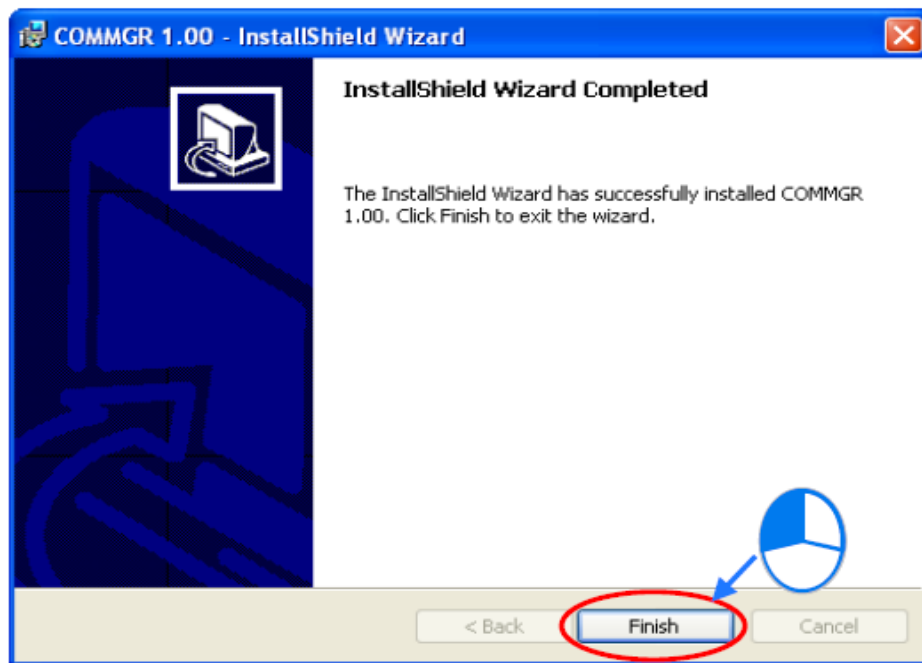 COMMGR 1.00 - InstallShield Wizard
InstallShield Wizard Completed
The InstallShield Wizard has successfully installed COMMGR
1.00. Click Finish to exit the wizard.
< Back Finish Cancel